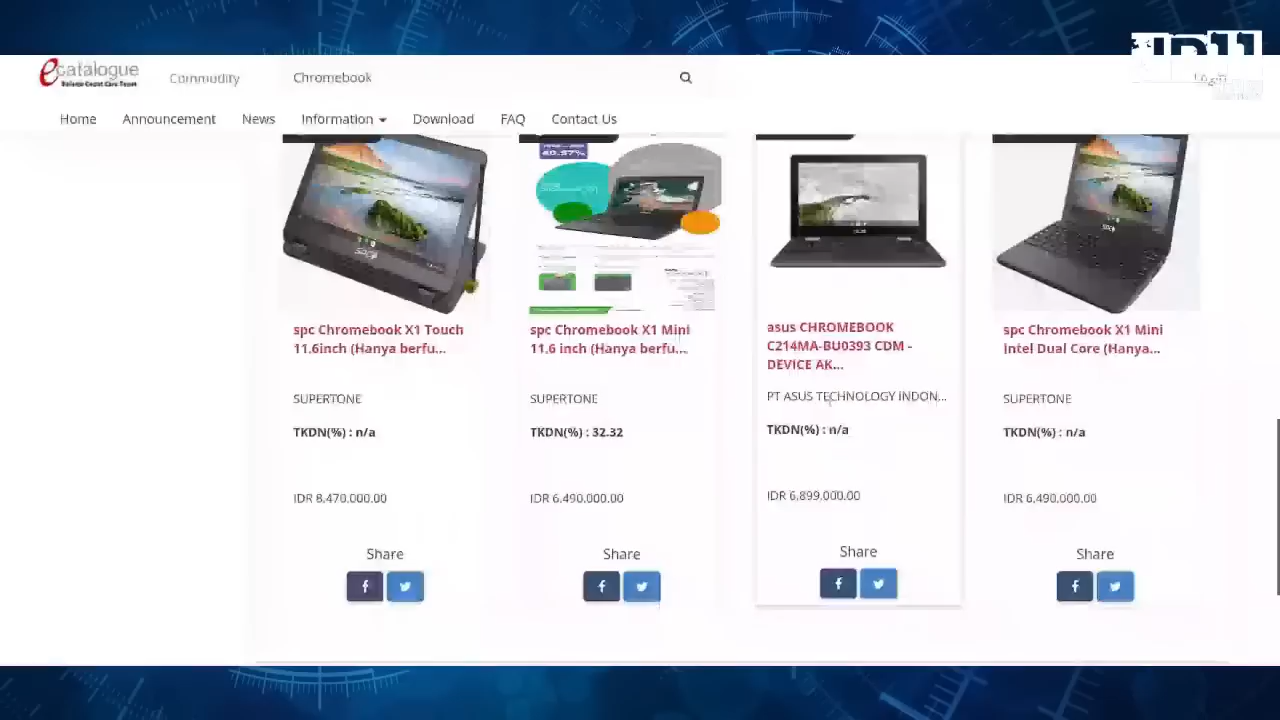 e catalogue
Commodity
Chromebook
Login
Home
Announcement
News
Information
Download
FAQ
Contact Us
40.97%
spc Chromebook X1 Touch
11.6inch (Hanya berfu...
SUPERTONE
TKDN(%) : n/a
IDR 8.470.000.00
Share
spc Chromebook X1 Mini
11.6 inch (Hanya berfu...
SUPERTONE
TKDN(%) : 32.32
IDR 6.490.000.00
Share
asus CHROMEBOOK
C214MA-BU0393 CDM -
DEVICE AK...
PT ASUS TECHNOLOGY INDON...
TKDN(%) : n/a
IDR 6.899.000.00
Share
spc Chromebook X1 Mini
Intel Dual Core (Hanya...
SUPERTONE
TKDN(%) : n/a
IDR 6.490.000.00
Share